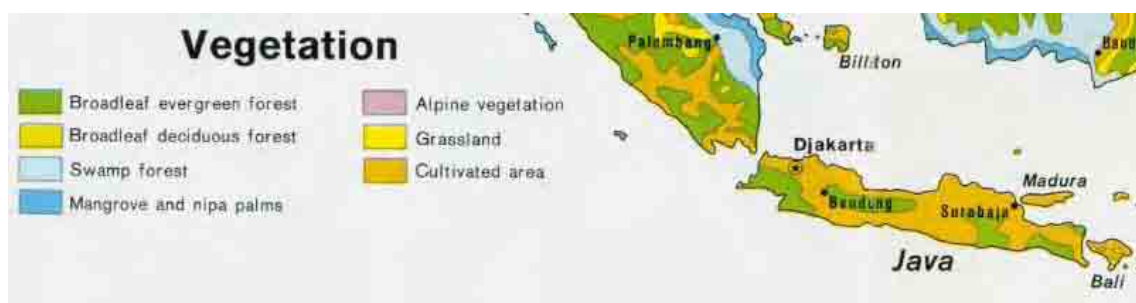 Vegetation
Broadleaf evergreen forest
Broadleaf deciduous forest
Swamp forest
Mangrove and nipa palms
Alpine vegetation
Grassland
Cultivated area
Palembang
Billiton
Band
Djakarta
Bandung
Surabaja
Madura
Java
Bali